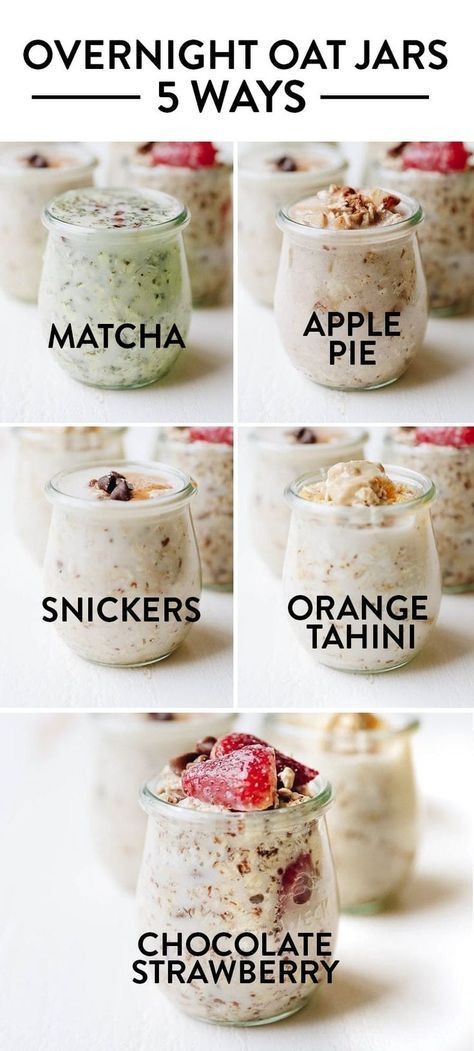 OVERNIGHT OAT JARS
5 WAYS
MATCHA
APPLE
PIE
SNICKERS
ORANGE
TAHINI
CHOCOLATE
STRAWBERRY